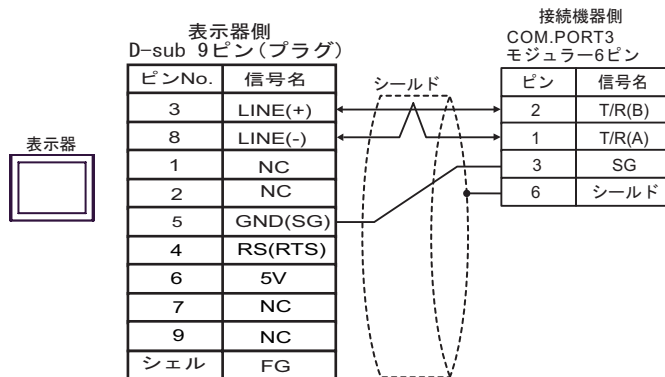 表示器側
D-sub 9ピン(プラグ)
ピンNo. 信号名
3 LINE(+)
8 LINE(-)
1 NC
2 NC
5 GND(SG)
4 RS(RTS)
6 5V
7 NC
9 NC
シェル FG
表示器
シールド
接続機器側
COM.PORT3
モジュラー6ピン
ピン 信号名
2 T/R(B)
1 T/R(A)
3 SG
6 シールド